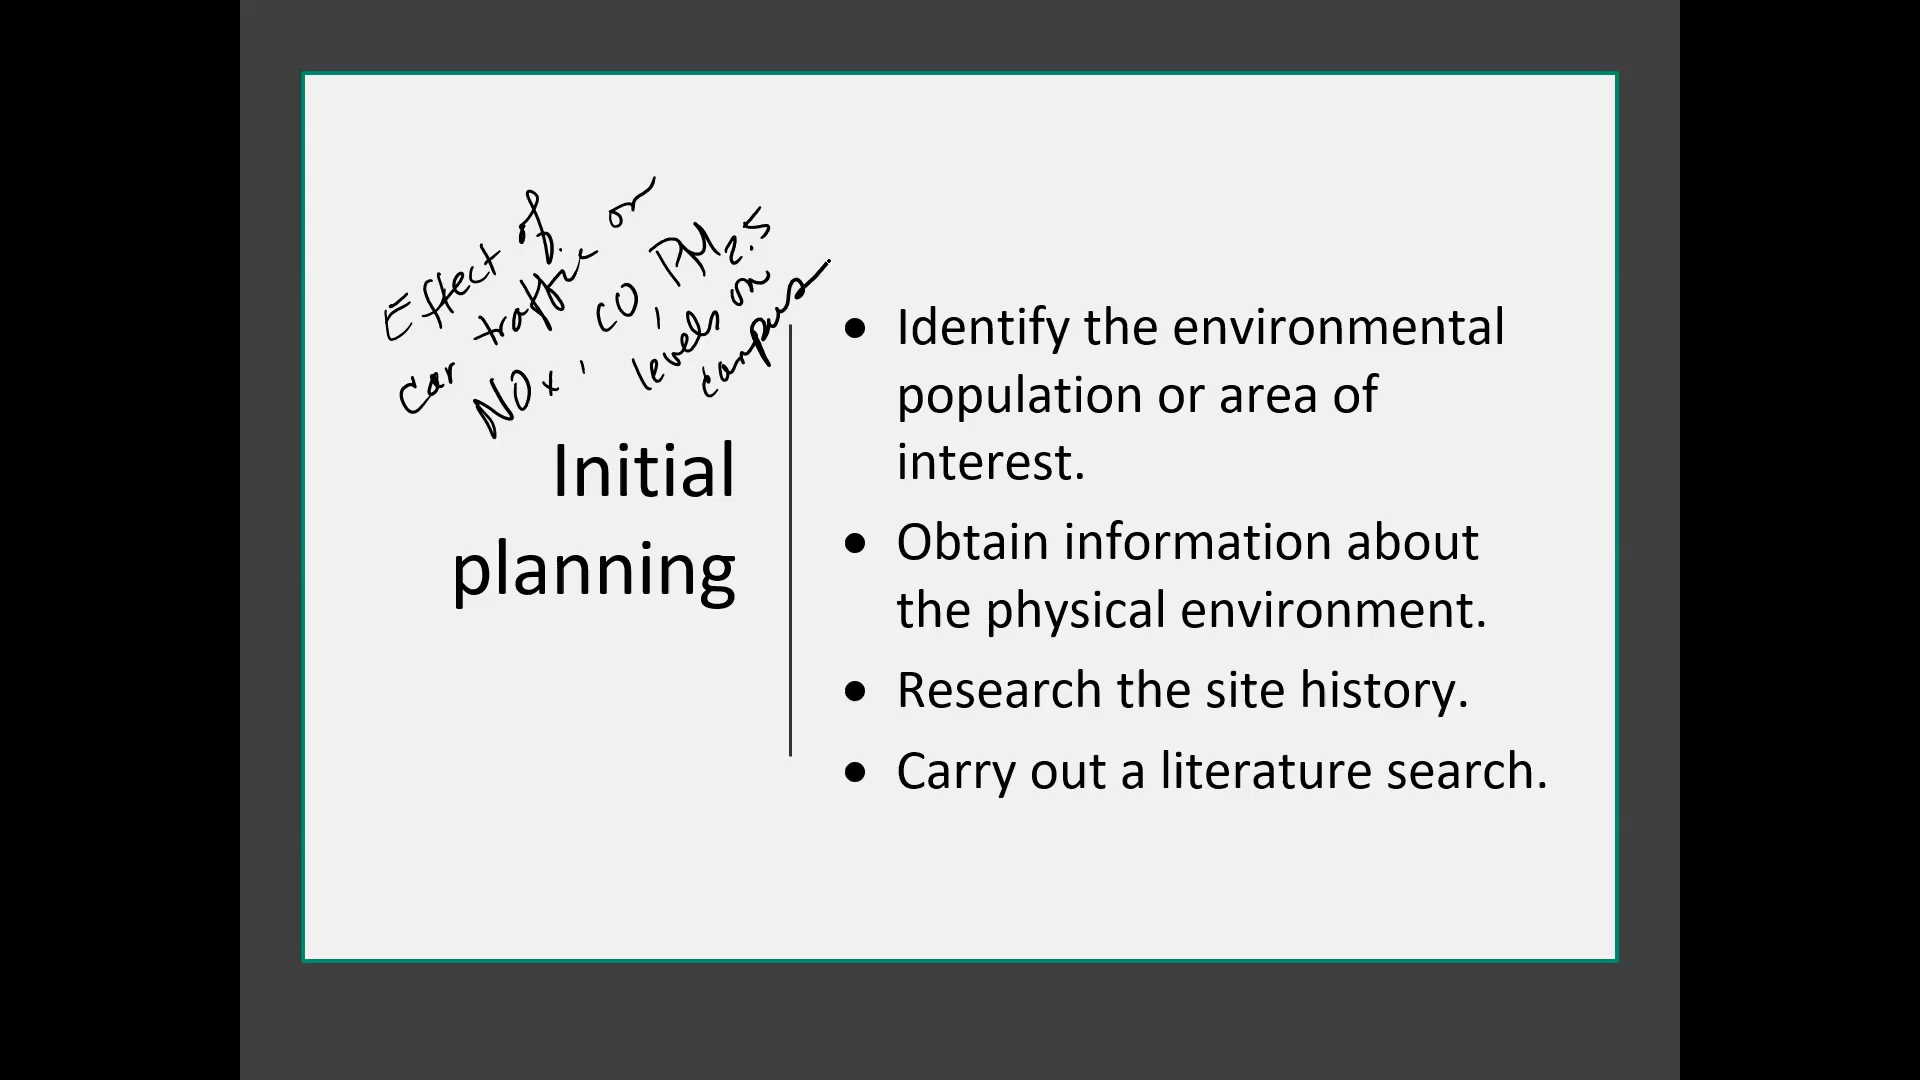 Effect of
car traffic on
NOx, CO, PM2.5
levels on
campus
Initial
planning
• Identify the environmental
population or area of
interest.
• Obtain information about
the physical environment.
• Research the site history.
• Carry out a literature search.